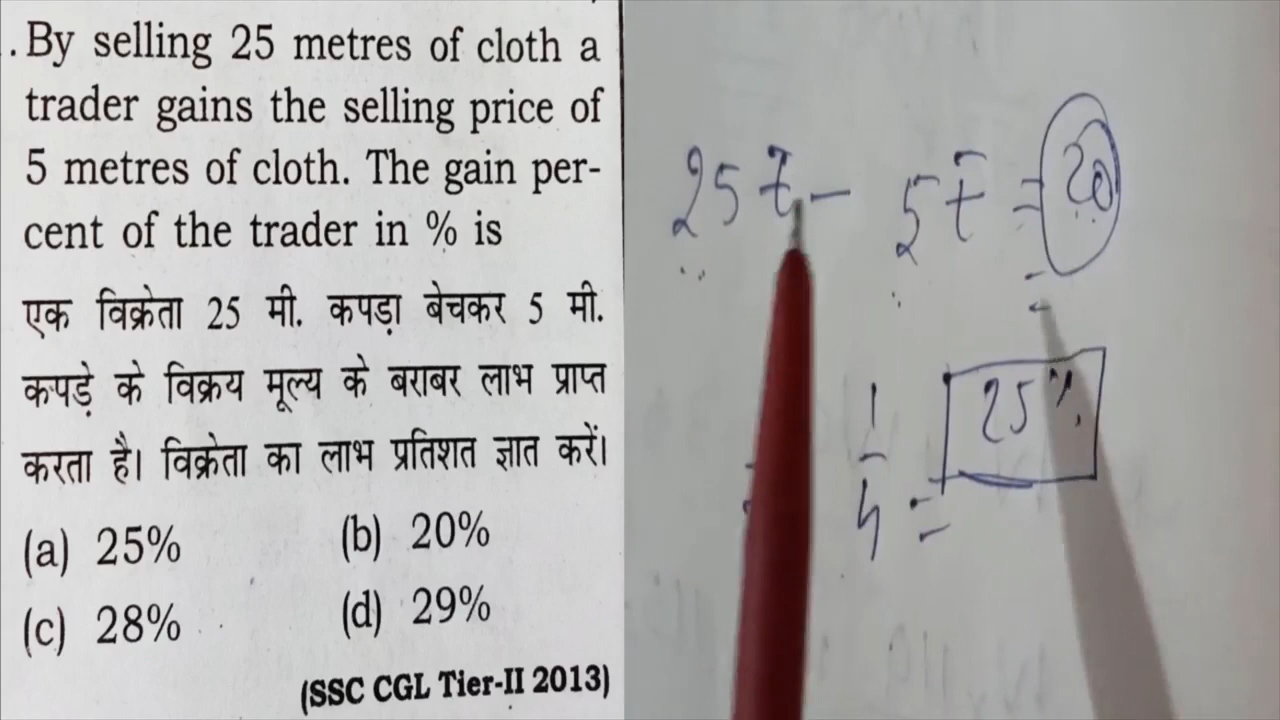 . By selling 25 metres of cloth a
trader gains the selling price of
5 metres of cloth. The gain per-
cent of the trader in % is
एक विक्रेता 25 मी. कपड़ा बेचकर 5 मी.
कपड़े के विक्रय मूल्य के बराबर लाभ प्राप्त
करता है। विक्रेता का लाभ प्रतिशत ज्ञात करें।
(a) 25% (b) 20%
(c) 28% (d) 29%
(SSC CGL Tier-II 2013)
25 ₹ - 5 ₹ = 20
1/4 = 25%